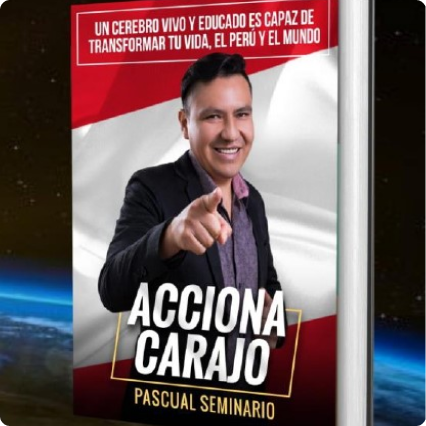 UN CEREBRO VIVO Y EDUCADO ES CAPAZ DE
TRANSFORMAR TU VIDA, EL PERÚ Y EL MUNDO
ACCIONA
CARAJO
PASCUAL SEMINARIO